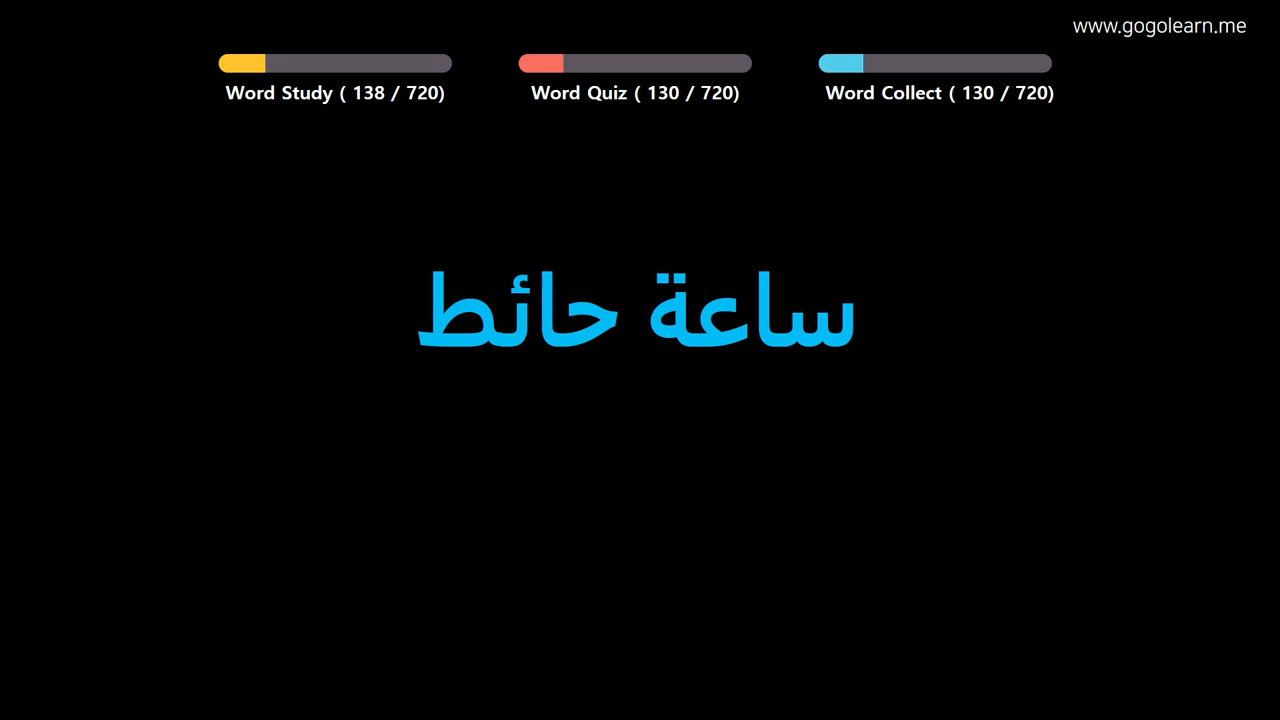 www.gogolearn.me
Word Study ( 138 / 720)
Word Quiz ( 130 / 720)
Word Collect ( 130 / 720)
ساعة حائط